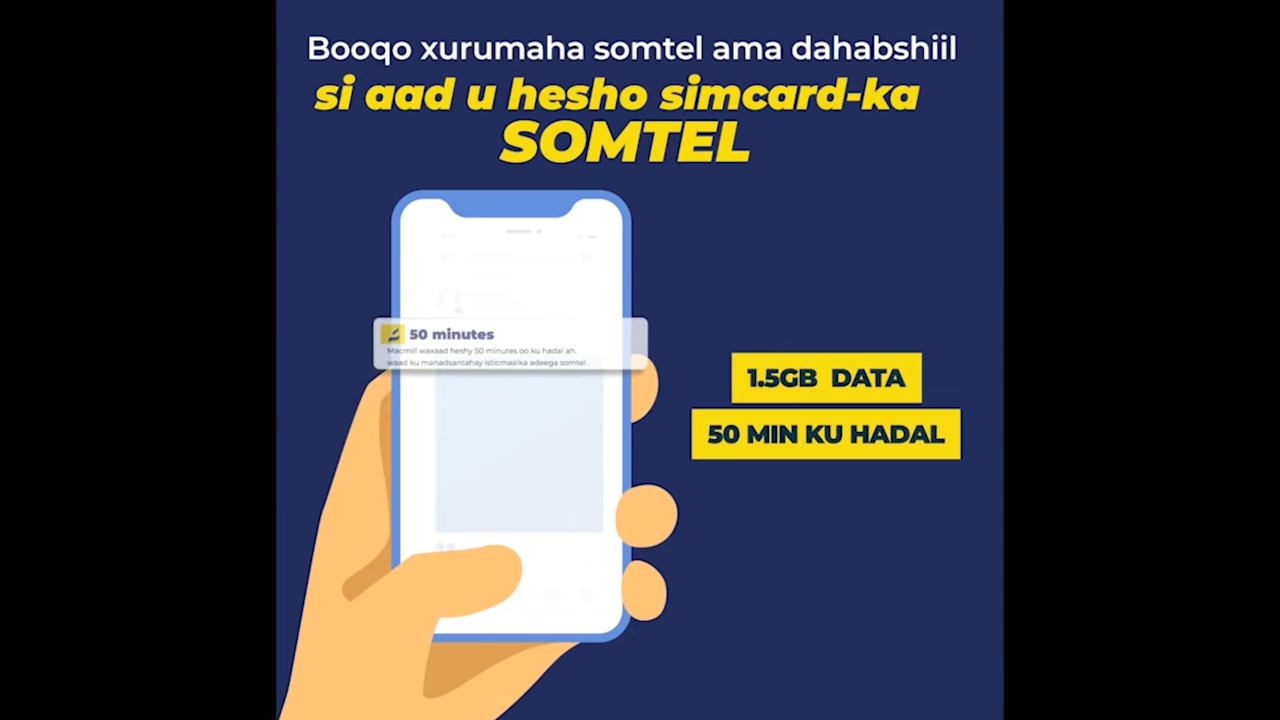 Booqo xurumaha somtel ama dahabshiil
si aad u hesho simcard-ka
SOMTEL
50 minutes
Macmiil waxaad heshy 50 minutes oo ku hadal ah,
waad ku mahadsantahay isticmaalka adeega somtel .
1.5GB DATA
50 MIN KU HADAL